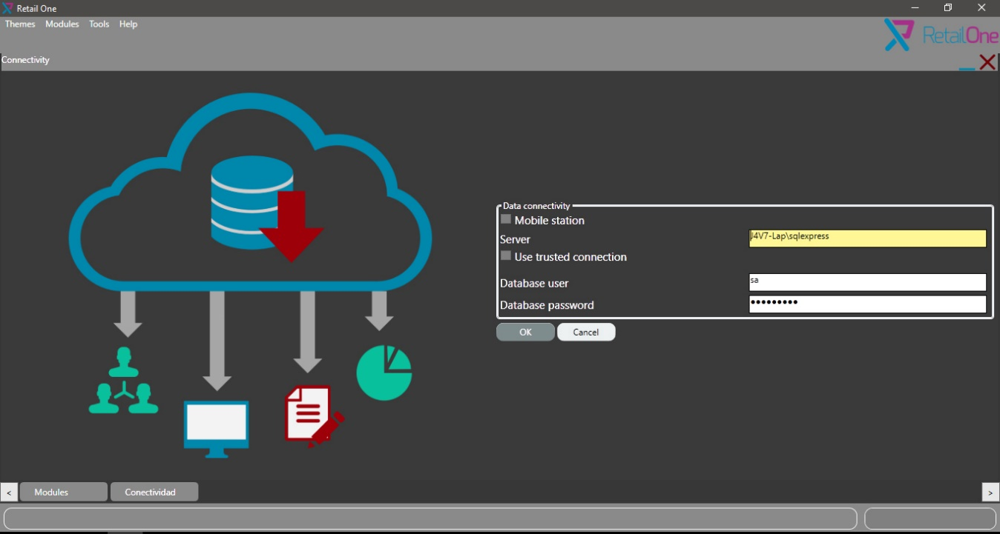 Retail One
Themes Modules Tools Help
RetailOne
Connectivity
Data connectivity
Mobile station
Server J4V7-Lap\sqlexpress
Use trusted connection
Database user sa
Database password •••••••••
OK Cancel
< Modules Conectividad >